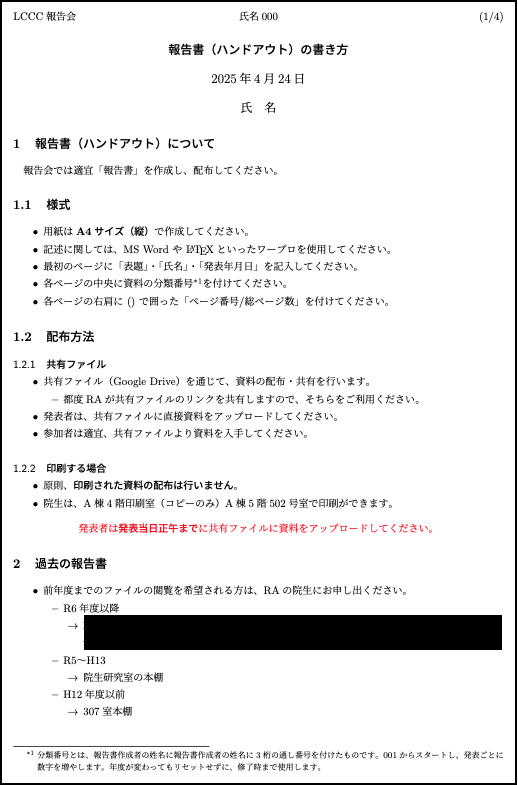 LCCC 報告会 氏名 000 (1/4)
報告書（ハンドアウト）の書き方
2025 年 4 月 24 日
氏　名
1 報告書（ハンドアウト）について
報告会では適宜「報告書」を作成し、配布してください。
1.1 様式
• 用紙は A4 サイズ（縦）で作成してください。
• 記述に関しては、MS Word や LATEX といったワープロを使用してください。
• 最初のページに「表題」・「氏名」・「発表年月日」を記入してください。
• 各ページの中央に資料の分類番号*1を付けてください。
• 各ページの右肩に () で囲った「ページ番号/総ページ数」を付けてください。
1.2 配布方法
1.2.1 共有ファイル
• 共有ファイル（Google Drive）を通じて、資料の配布・共有を行います。
– 都度 RA が共有ファイルのリンクを共有しますので、そちらをご利用ください。
• 発表者は、共有ファイルに直接資料をアップロードしてください。
• 参加者は適宜、共有ファイルより資料を入手してください。
1.2.2 印刷する場合
• 原則、印刷された資料の配布は行いません。
• 院生は、A 棟 4 階印刷室（コピーのみ）A 棟 5 階 502 号室で印刷ができます。
発表者は発表当日正午までに共有ファイルに資料をアップロードしてください。
2 過去の報告書
• 前年度までのファイルの閲覧を希望される方は、RA の院生にお申し出ください。
– R6 年度以降
→
– R5〜H13
→ 院生研究室の本棚
– H12 年度以前
→ 307 室本棚
*1 分類番号とは、報告書作成者の姓名に報告書作成者の姓名に 3 桁の通し番号を付けたものです。001 からスタートし、発表ごとに
数字を増やします。年度が変わってもリセットせずに、修了時まで使用します。